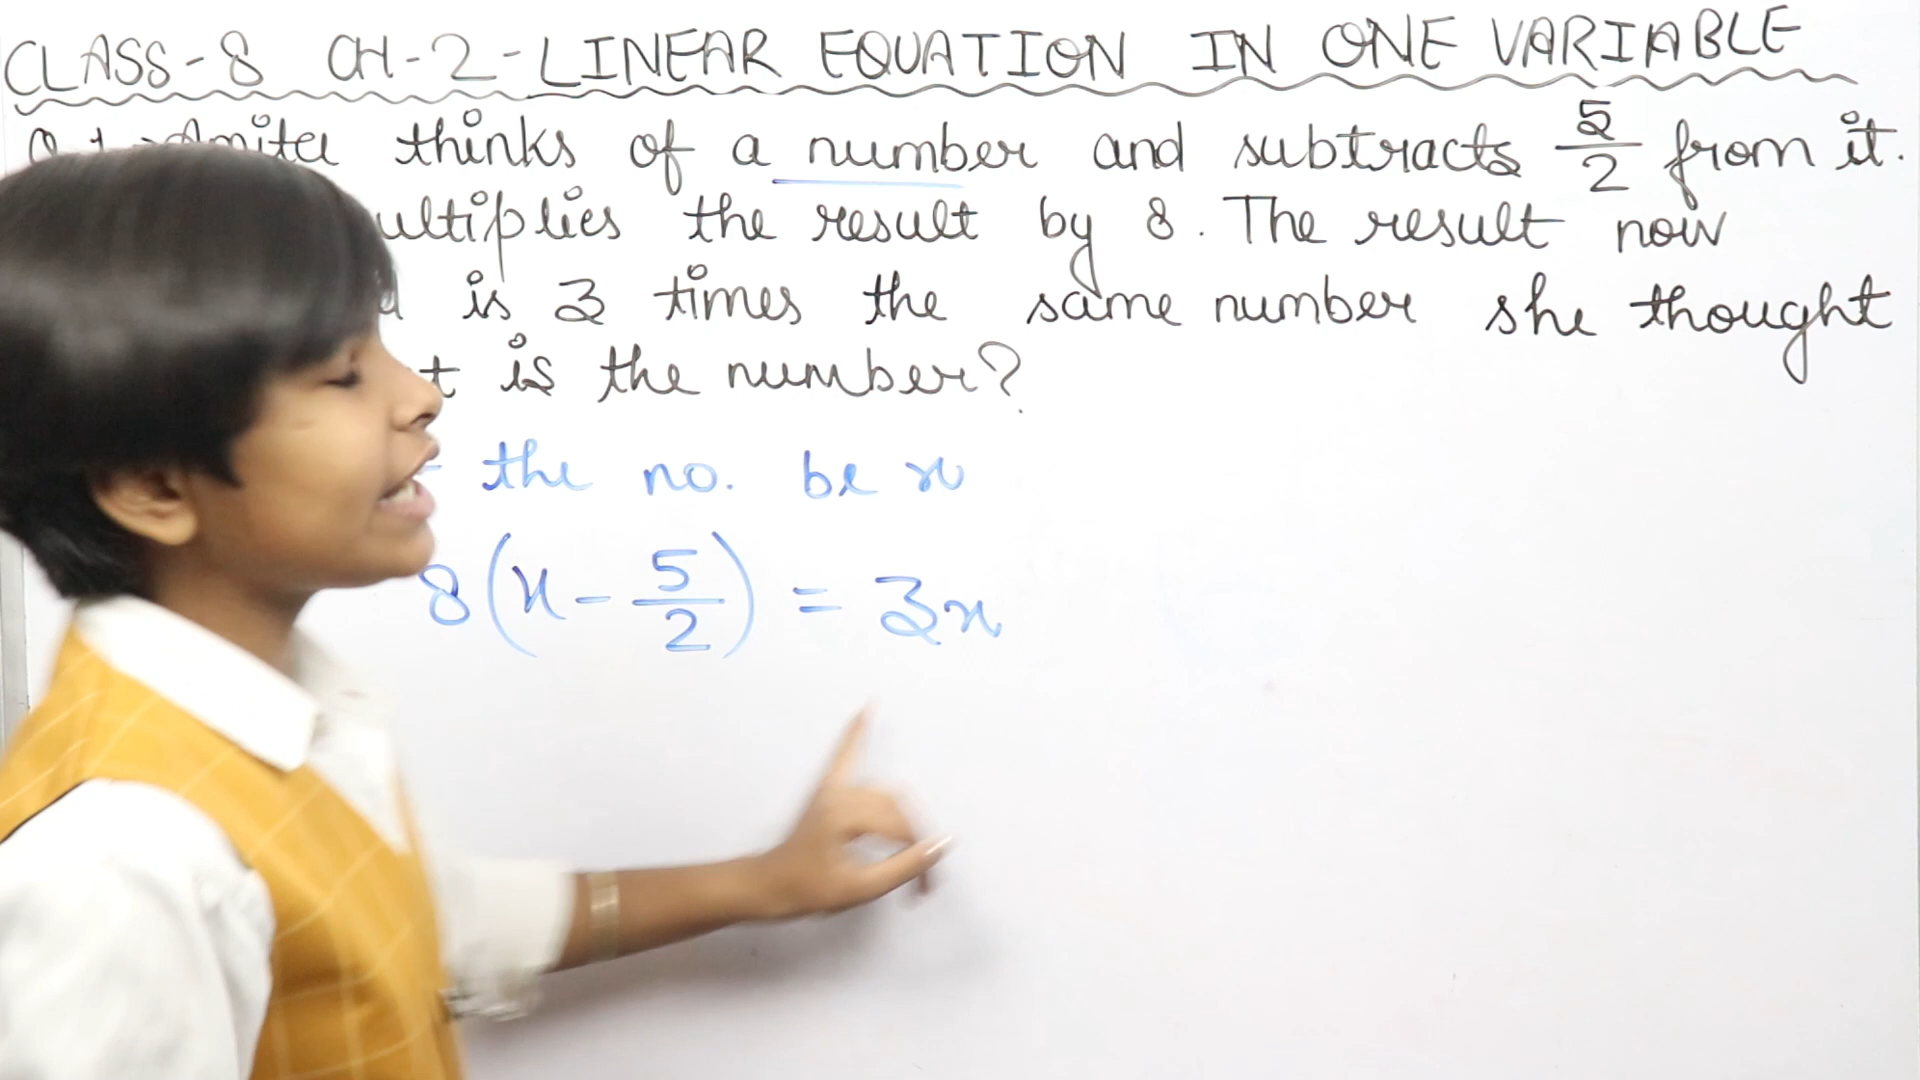 CLASS-8 CH-2-LINEAR EQUATION IN ONE VARIABLE
thinks of a number and subtracts 5/2 from it.
the result by 8. The result now
is 3 times the same number she thought
is the number?
the no. be x
8(x - 5/2) = 3x